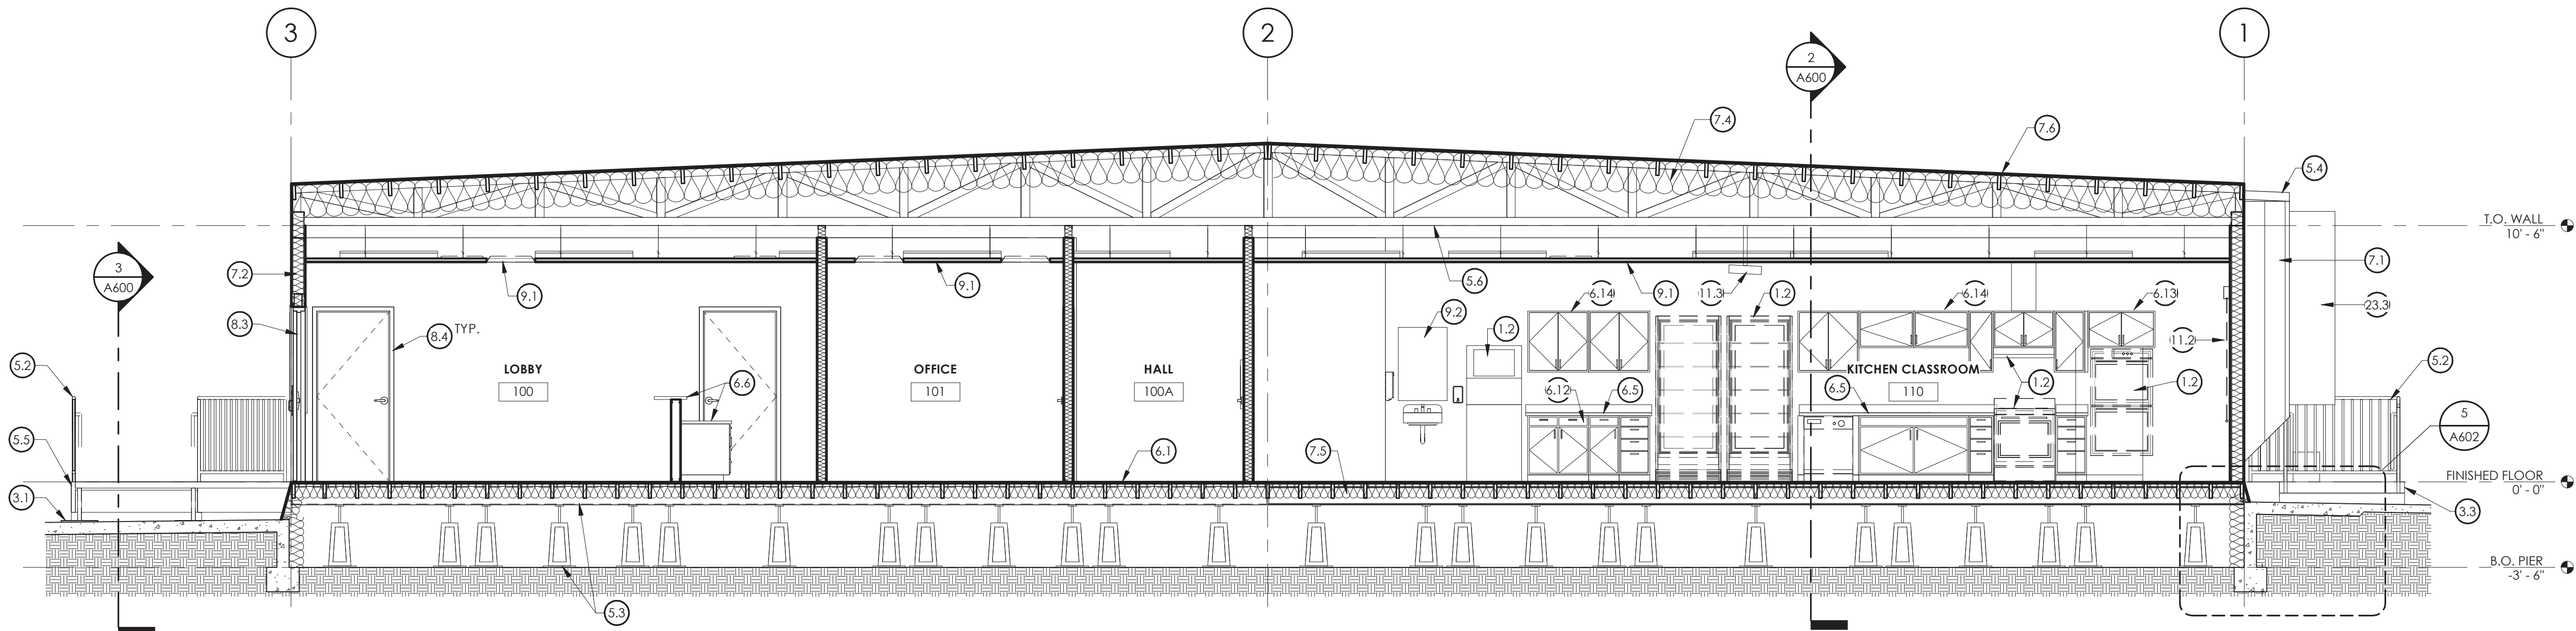 3
2
1
2
A600
7.4
7.6
5.4
T.O. WALL
10' - 6"
3
A600
7.2
9.1
9.1
5.6
9.1
11.3
1.2
6.14
6.14
6.13
7.1
23.3
8.3
8.4 TYP.
9.2
1.2
11.2
5.2
LOBBY
100
OFFICE
101
HALL
100A
KITCHEN CLASSROOM
110
6.6
6.12
6.5
6.5
1.2
1.2
5.2
5.5
3.1
6.1
7.5
5
A602
FINISHED FLOOR
0' - 0"
3.3
B.O. PIER
-3' - 6"
5.3